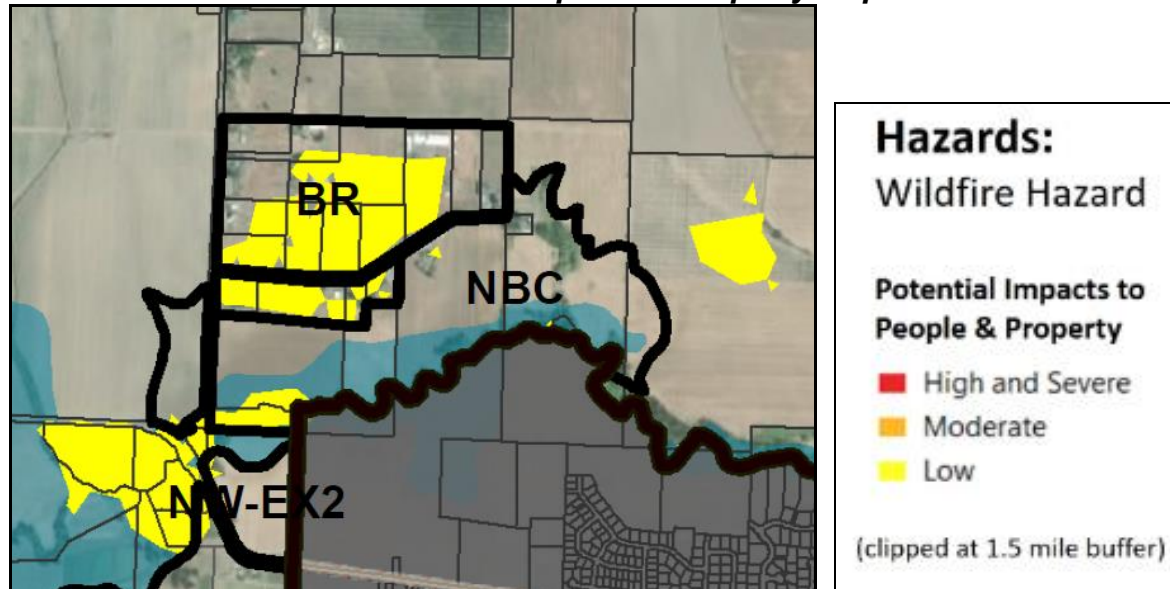 BR
NBC
NW-EX2
Hazards:
Wildfire Hazard
Potential Impacts to
People & Property
High and Severe
Moderate
Low
(clipped at 1.5 mile buffer)